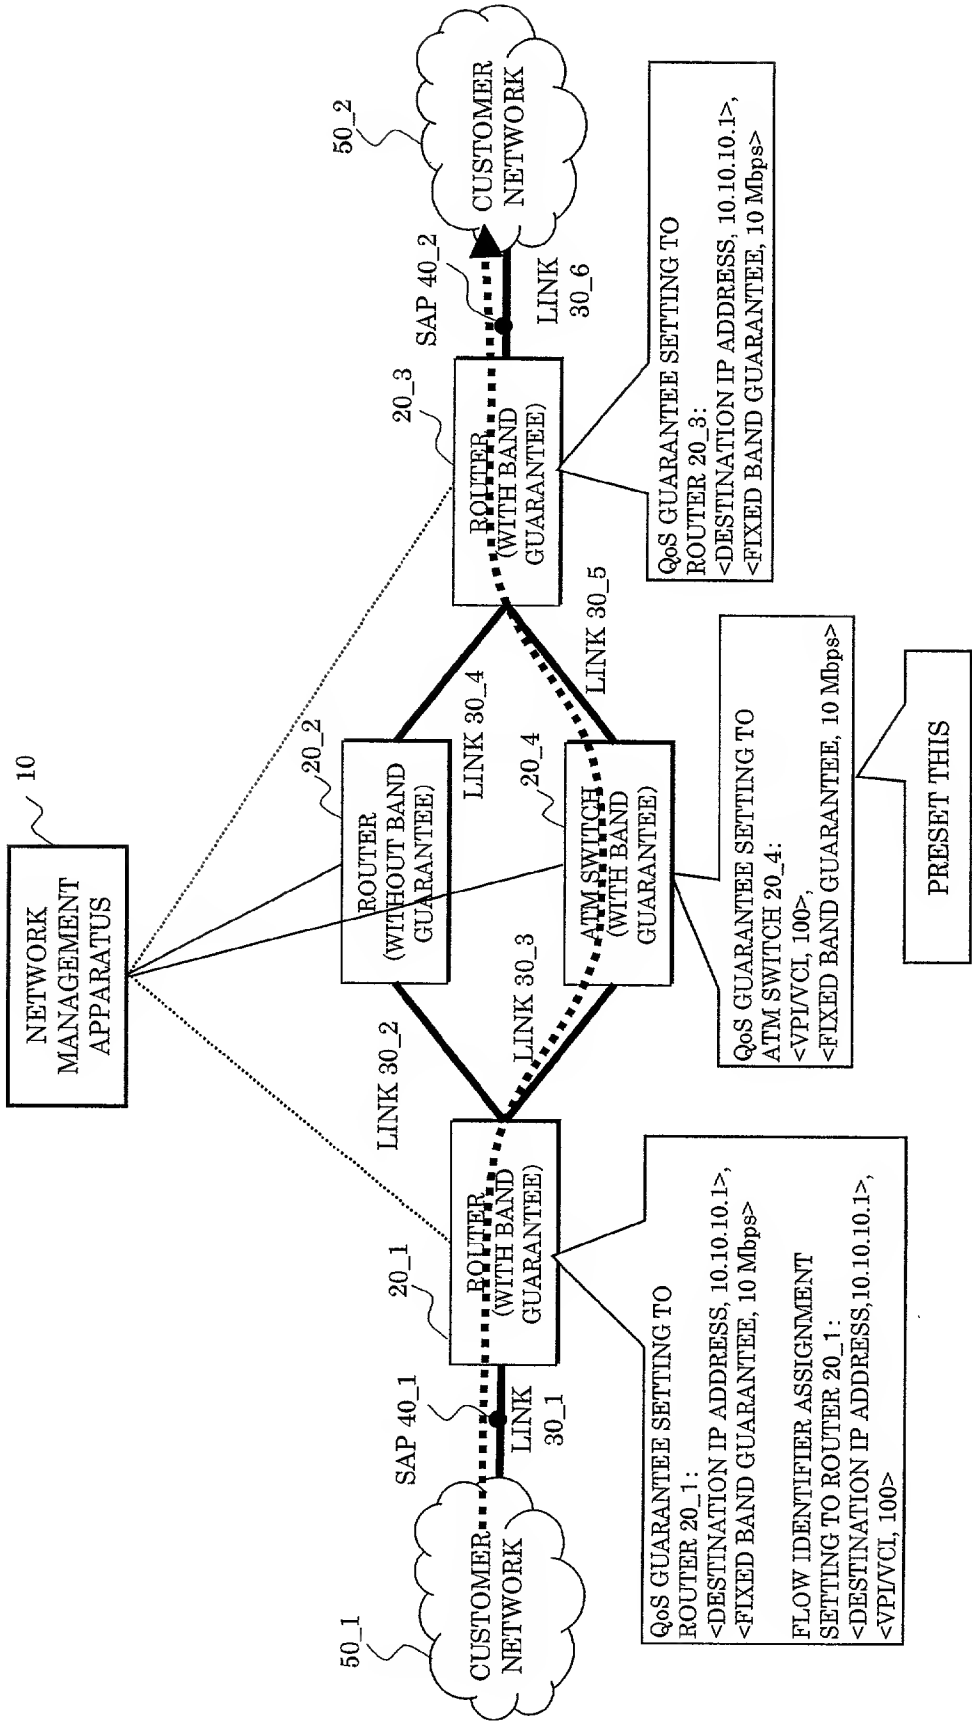 NETWORK
MANAGEMENT
APPARATUS
10
50_1
CUSTOMER
NETWORK
SAP 40_1
LINK
30_1
20_1
ROUTER
(WITH BAND
GUARANTEE)
LINK 30_2
LINK 30_3
20_2
ROUTER
(WITHOUT BAND
GUARANTEE)
20_4
ATM SWITCH
(WITH BAND
GUARANTEE)
LINK 30_4
LINK 30_5
20_3
ROUTER
(WITH BAND
GUARANTEE)
SAP 40_2
LINK
30_6
50_2
CUSTOMER
NETWORK
QoS GUARANTEE SETTING TO
ROUTER 20_1:
<DESTINATION IP ADDRESS, 10.10.10.1>,
<FIXED BAND GUARANTEE, 10 Mbps>
FLOW IDENTIFIER ASSIGNMENT
SETTING TO ROUTER 20_1:
<DESTINATION IP ADDRESS,10.10.10.1>,
<VPI/VCI, 100>
QoS GUARANTEE SETTING TO
ATM SWITCH 20_4:
<VPI/VCI, 100>,
<FIXED BAND GUARANTEE, 10 Mbps>
PRESET THIS
QoS GUARANTEE SETTING TO
ROUTER 20_3:
<DESTINATION IP ADDRESS, 10.10.10.1>,
<FIXED BAND GUARANTEE, 10 Mbps>